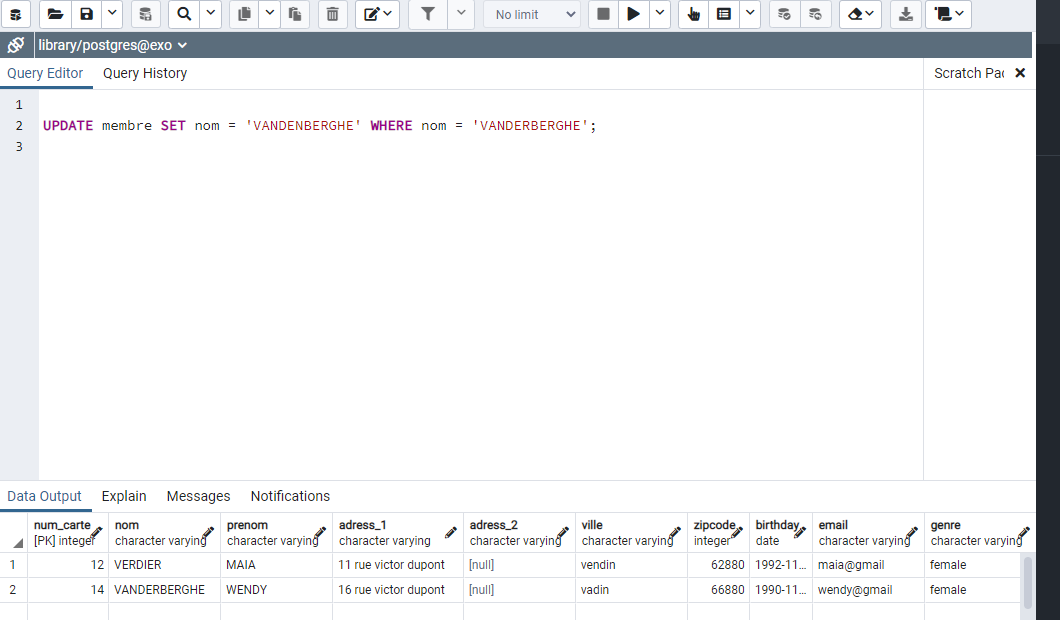 No limit
library/postgres@exo
Query Editor Query History Scratch Pac
1
2 UPDATE membre SET nom = 'VANDENBERGHE' WHERE nom = 'VANDERBERGHE';
3
Data Output Explain Messages Notifications
num_carte nom prenom adress_1 adress_2 ville zipcode birthday email genre
[PK] integer character varying character varying character varying character varying character varying integer date character varying character varying
1 12 VERDIER MAIA 11 rue victor dupont [null] vendin 62880 1992-11... maia@gmail female
2 14 VANDERBERGHE WENDY 16 rue victor dupont [null] vadin 66880 1990-11... wendy@gmail female